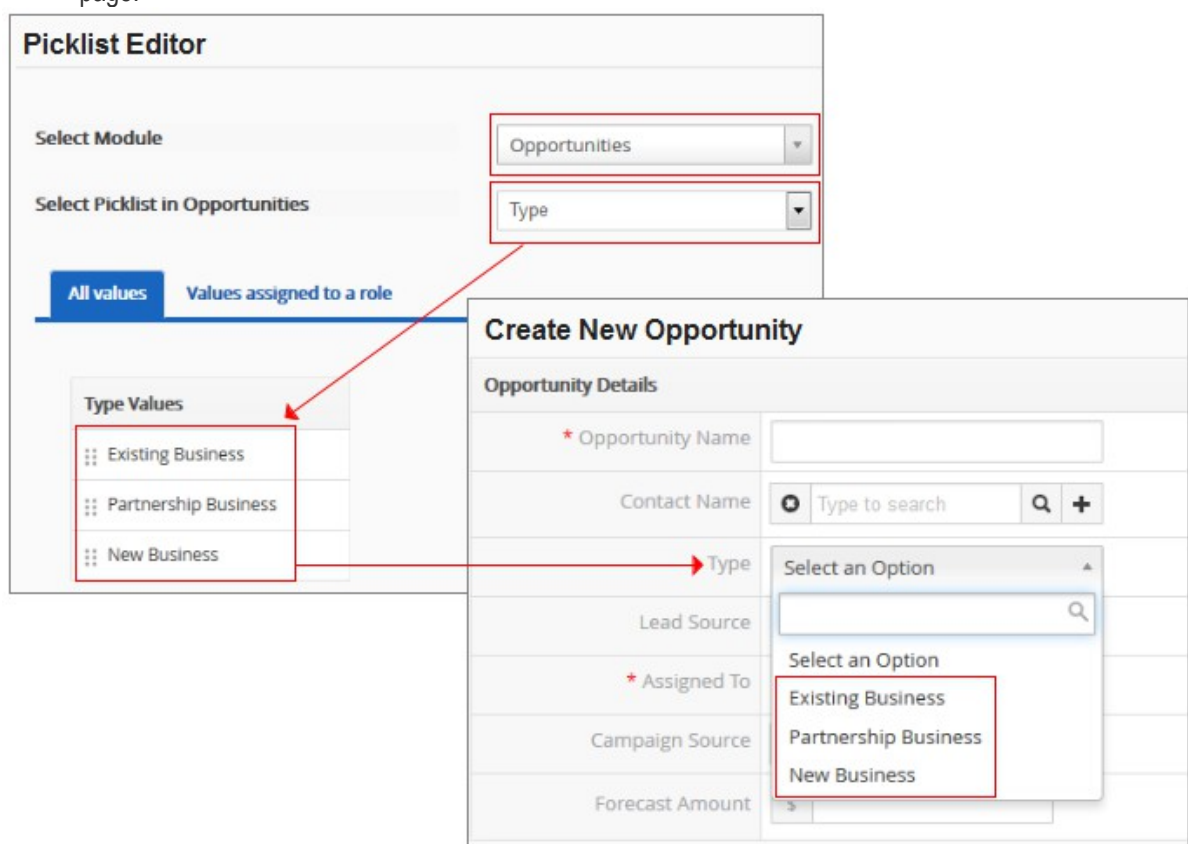 page.
Picklist Editor
Select Module
Opportunities
Select Picklist in Opportunities
Type
All values
Values assigned to a role
Type Values
Existing Business
Partnership Business
New Business
Create New Opportunity
Opportunity Details
* Opportunity Name
Contact Name
Type to search
Type
Select an Option
Lead Source
Select an Option
* Assigned To
Existing Business
Campaign Source
Partnership Business
New Business
Forecast Amount
$